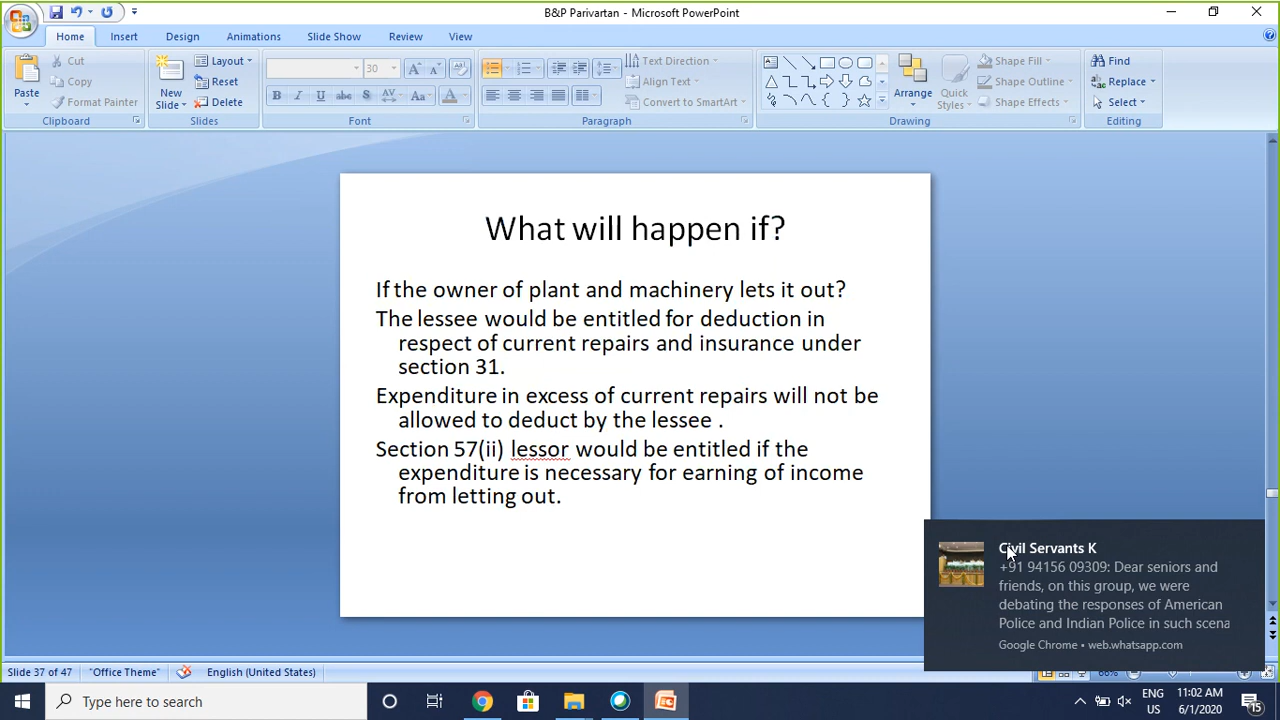 B&P Parivartan - Microsoft PowerPoint
Home Insert Design Animations Slide Show Review View
Paste
Cut
Copy
Format Painter
Clipboard
New Slide
Layout
Reset
Delete
Slides
30
B I U abc S AV Aa A
Font
Text Direction
Align Text
Convert to SmartArt
Paragraph
Arrange
Quick Styles
Shape Fill
Shape Outline
Shape Effects
Drawing
Find
Replace
Select
Editing
What will happen if?
If the owner of plant and machinery lets it out?
The lessee would be entitled for deduction in
respect of current repairs and insurance under
section 31.
Expenditure in excess of current repairs will not be
allowed to deduct by the lessee .
Section 57(ii) lessor would be entitled if the
expenditure is necessary for earning of income
from letting out.
Civil Servants K
+91 94156 09309: Dear seniors and
friends, on this group, we were
debating the responses of American
Police and Indian Police in such scena
Google Chrome • web.whatsapp.com
Slide 37 of 47 "Office Theme" English (United States)
Type here to search
ENG
US
11:02 AM
6/1/2020
15